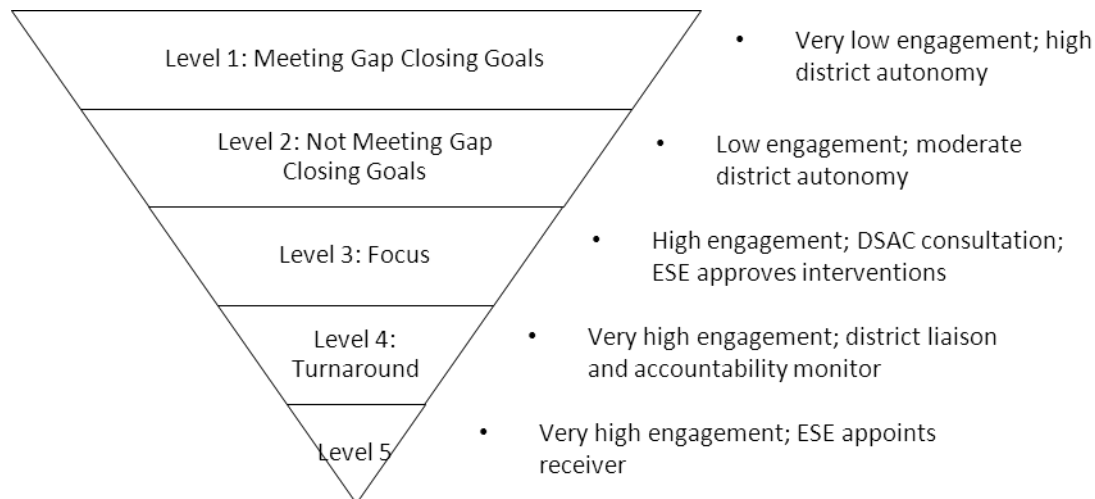 Level 1: Meeting Gap Closing Goals
• Very low engagement; high
district autonomy
Level 2: Not Meeting Gap
Closing Goals
• Low engagement; moderate
district autonomy
Level 3: Focus
• High engagement; DSAC consultation;
ESE approves interventions
Level 4:
Turnaround
• Very high engagement; district liaison
and accountability monitor
Level 5
• Very high engagement; ESE appoints
receiver